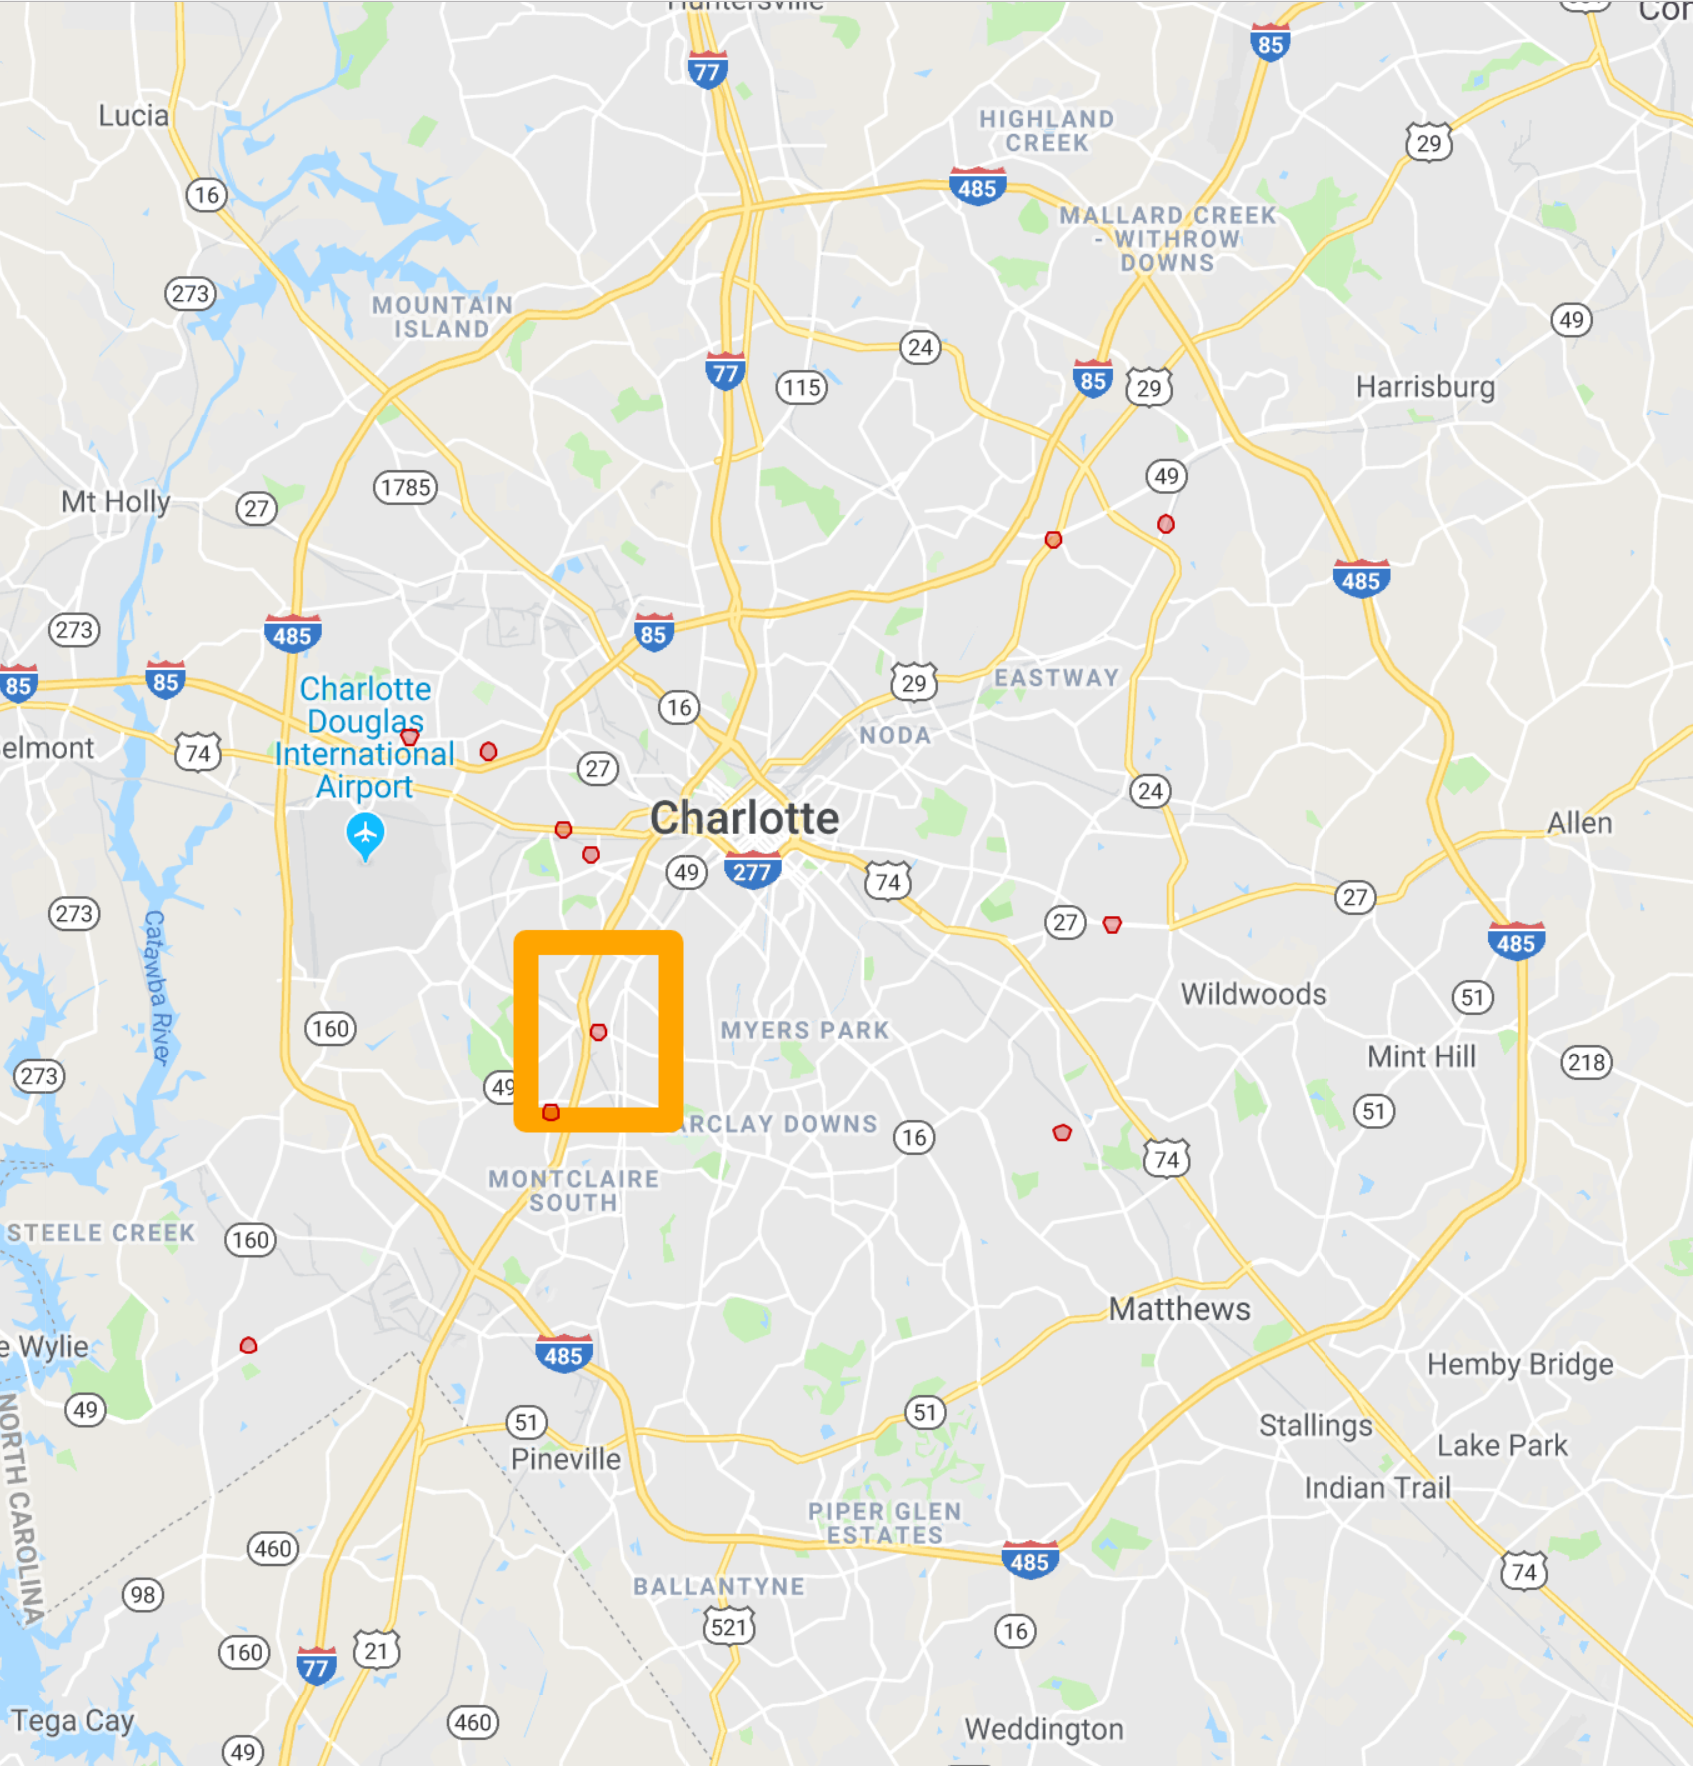 Huntersville
77
85
Lucia
HIGHLAND
CREEK
29
16
485
MALLARD CREEK
- WITHROW
DOWNS
273
MOUNTAIN
ISLAND
49
24
77
115
85
29
Harrisburg
49
1785
Mt Holly
27
485
273
485
85
85
85
EASTWAY
29
Charlotte
Douglas
International
Airport
16
74
NODA
elmont
27
24
Charlotte
Allen
49
277
74
27
273
27
485
Catawba River
Wildwoods
51
160
MYERS PARK
Mint Hill
218
273
49
51
ARCLAY DOWNS
16
74
MONTCLAIRE
SOUTH
STEELE CREEK
160
Matthews
e Wylie
485
Hemby Bridge
49
51
51
Stallings
Lake Park
Pineville
Indian Trail
NORTH CAROLINA
PIPER GLEN
ESTATES
460
485
74
BALLANTYNE
98
521
16
160
21
77
Tega Cay
460
Weddington
49